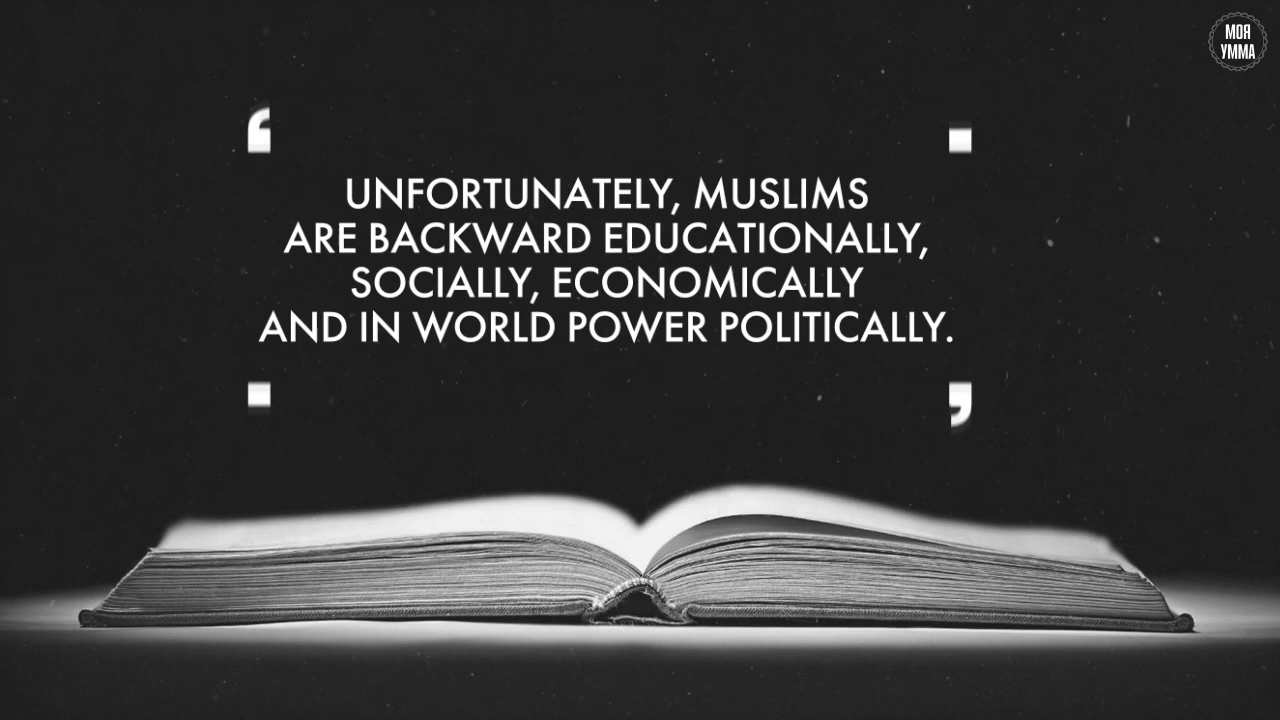 МОЯ
УММА
UNFORTUNATELY, MUSLIMS
ARE BACKWARD EDUCATIONALLY,
SOCIALLY, ECONOMICALLY
AND IN WORLD POWER POLITICALLY.